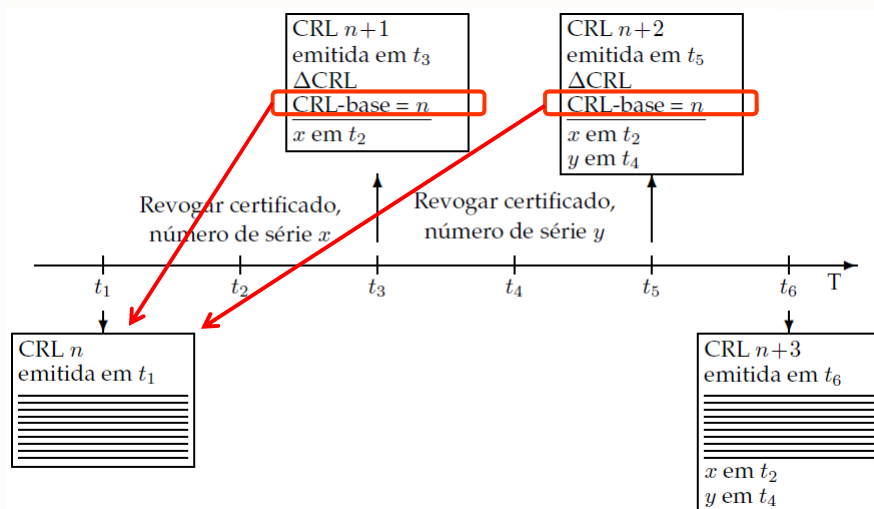 CRL n+1
emitida em t3
ΔCRL
CRL-base = n
x em t2
CRL n+2
emitida em t5
ΔCRL
CRL-base = n
x em t2
y em t4
Revogar certificado,
número de série x
Revogar certificado,
número de série y
t1 t2 t3 t4 t5 t6 T
CRL n
emitida em t1
CRL n+3
emitida em t6
x em t2
y em t4